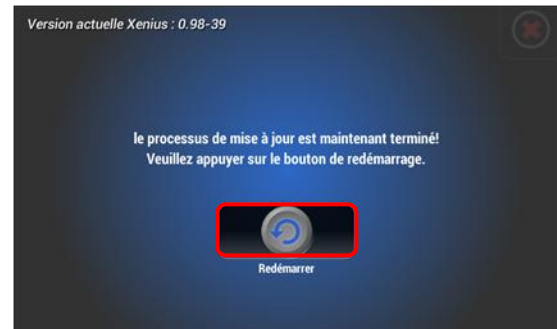 Version actuelle Xenius : 0.98-39
le processus de mise à jour est maintenant terminé!
Veuillez appuyer sur le bouton de redémarrage.
Redémarrer